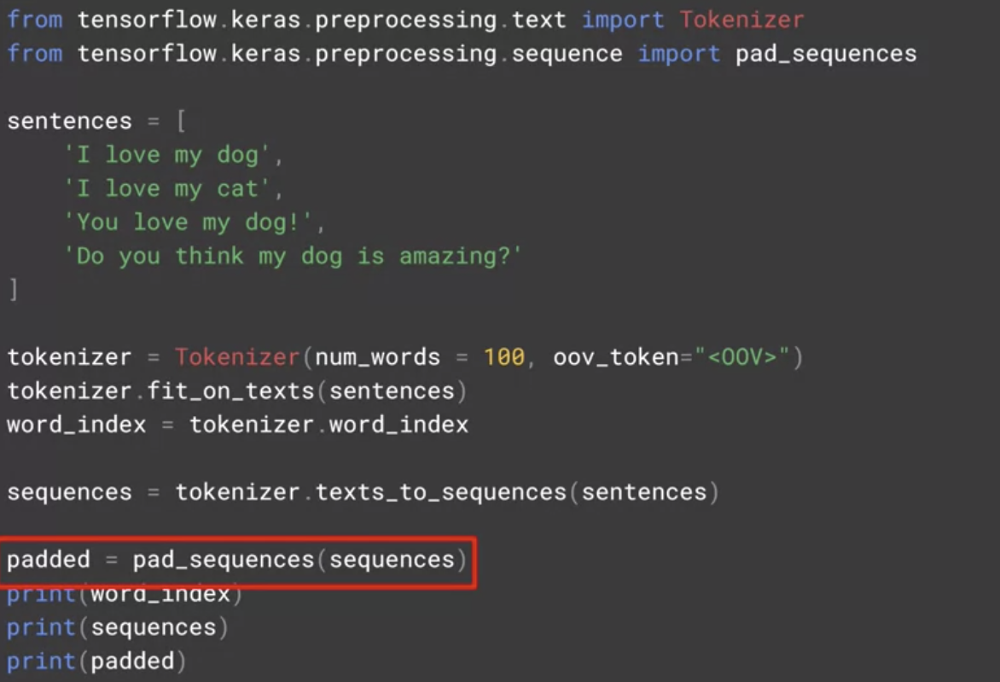 from tensorflow.keras.preprocessing.text import Tokenizer
from tensorflow.keras.preprocessing.sequence import pad_sequences
sentences = [
    'I love my dog',
    'I love my cat',
    'You love my dog!',
    'Do you think my dog is amazing?'
]
tokenizer = Tokenizer(num_words = 100, oov_token="<OOV>")
tokenizer.fit_on_texts(sentences)
word_index = tokenizer.word_index
sequences = tokenizer.texts_to_sequences(sentences)
padded = pad_sequences(sequences)
print(word_index)
print(sequences)
print(padded)